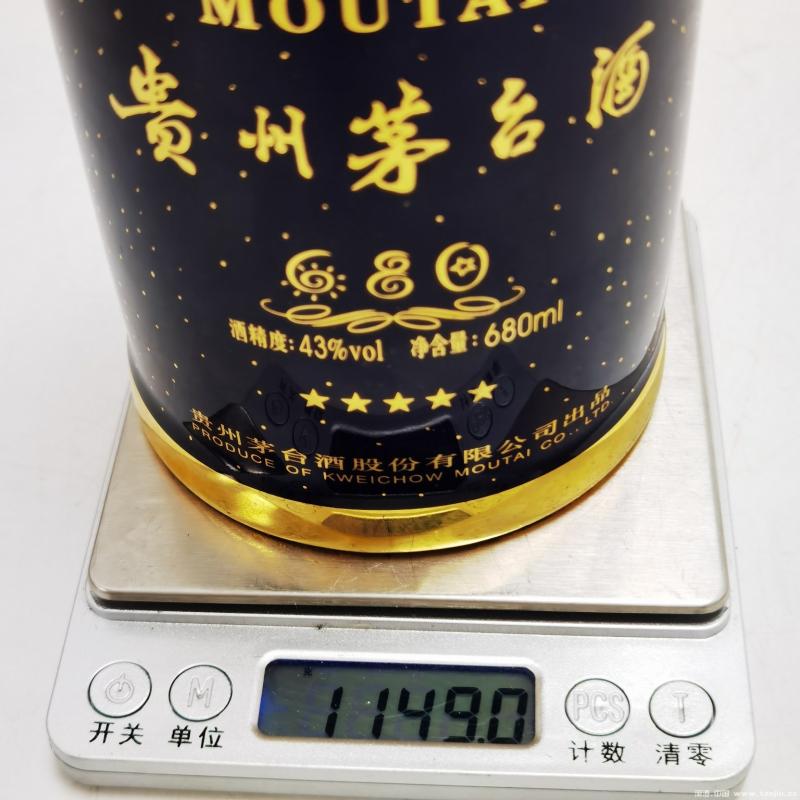 MOUTAI
貴州茅台酒
680
酒精度:43%vol 净含量:680ml
★★★★★
贵州茅台酒股份有限公司出品
PRODUCE OF KWEICHOW MOUTAI CO., LTD.
1149.0
M PCS T
开关 单位 计数 清零